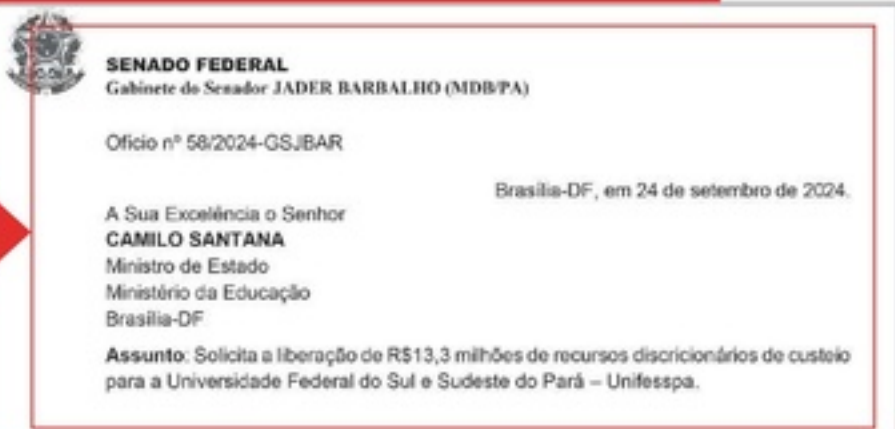 SENADO FEDERAL
Gabinete do Senador JADER BARBALHO (MDB/PA)
Ofício nº 58/2024-GSJBAR
Brasília-DF, em 24 de setembro de 2024.
A Sua Excelência o Senhor
CAMILO SANTANA
Ministro de Estado
Ministério da Educação
Brasília-DF
Assunto: Solicita a liberação de R$13,3 milhões de recursos discricionários de custeio
para a Universidade Federal do Sul e Sudeste do Pará – Unifesspa.